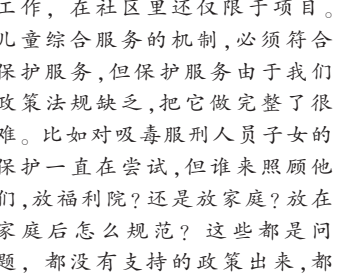 工作，在社区里还仅限于项目。
儿童综合服务的机制,必须符合
保护服务,但保护服务由于我们
政策法规缺乏,把它做完整了很
难。比如对吸毒服刑人员子女的
保护一直在尝试,但谁来照顾他
们,放福利院?还是放家庭?放在
家庭后怎么规范？这些都是问
题，都没有支持的政策出来,都